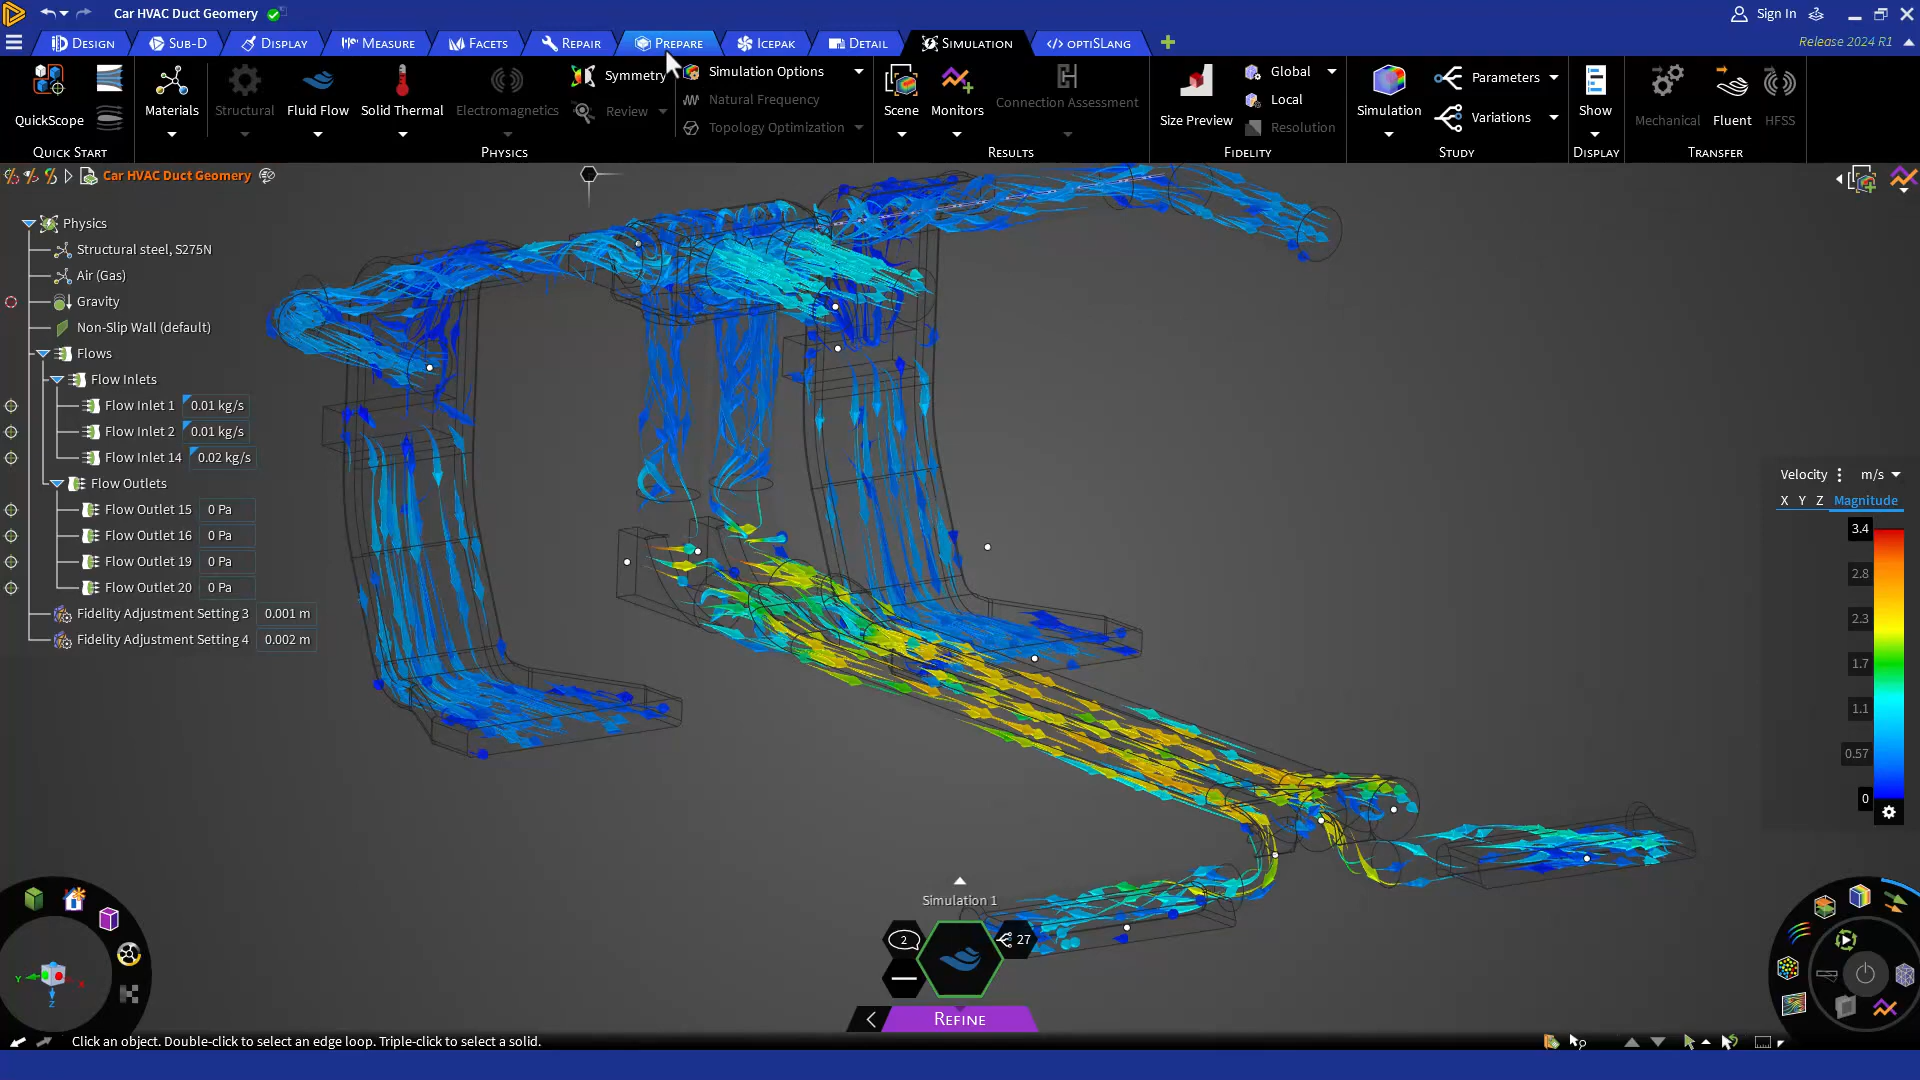 Car HVAC Duct Geometry
Sign In
Design
Sub-D
Display
Measure
Facets
Repair
Prepare
Icepak
Detail
Simulation
optiSLang
Release 2024 R1
QuickScope
Materials
Structural
Fluid Flow
Solid Thermal
Electromagnetics
Symmetry
Review
Simulation Options
Natural Frequency
Topology Optimization
Scene
Monitors
Connection Assessment
Size Preview
Global
Local
Resolution
Simulation
Parameters
Variations
Show
Mechanical
Fluent
HFSS
Quick Start
Physics
Results
Fidelity
Study
Display
Transfer
Car HVAC Duct Geometry
Physics
Structural steel, S275N
Air (Gas)
Gravity
Non-Slip Wall (default)
Flows
Flow Inlets
Flow Inlet 1 0.01 kg/s
Flow Inlet 2 0.01 kg/s
Flow Inlet 14 0.02 kg/s
Flow Outlets
Flow Outlet 15 0 Pa
Flow Outlet 16 0 Pa
Flow Outlet 19 0 Pa
Flow Outlet 20 0 Pa
Fidelity Adjustment Setting 3 0.001 m
Fidelity Adjustment Setting 4 0.002 m
Velocity m/s
X Y Z Magnitude
3.4
2.8
2.3
1.7
1.1
0.57
0
Simulation 1
2
27
Refine
Y
X
Z
Click an object. Double-click to select an edge loop. Triple-click to select a solid.